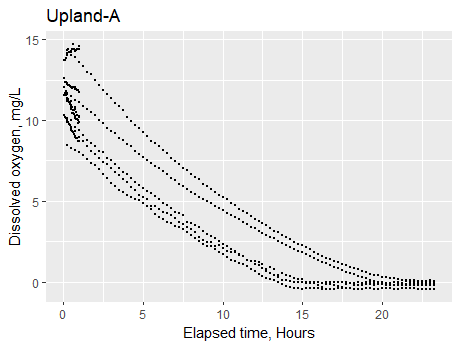 Upland-A
Dissolved oxygen, mg/L
15
10
5
0
0 5 10 15 20
Elapsed time, Hours